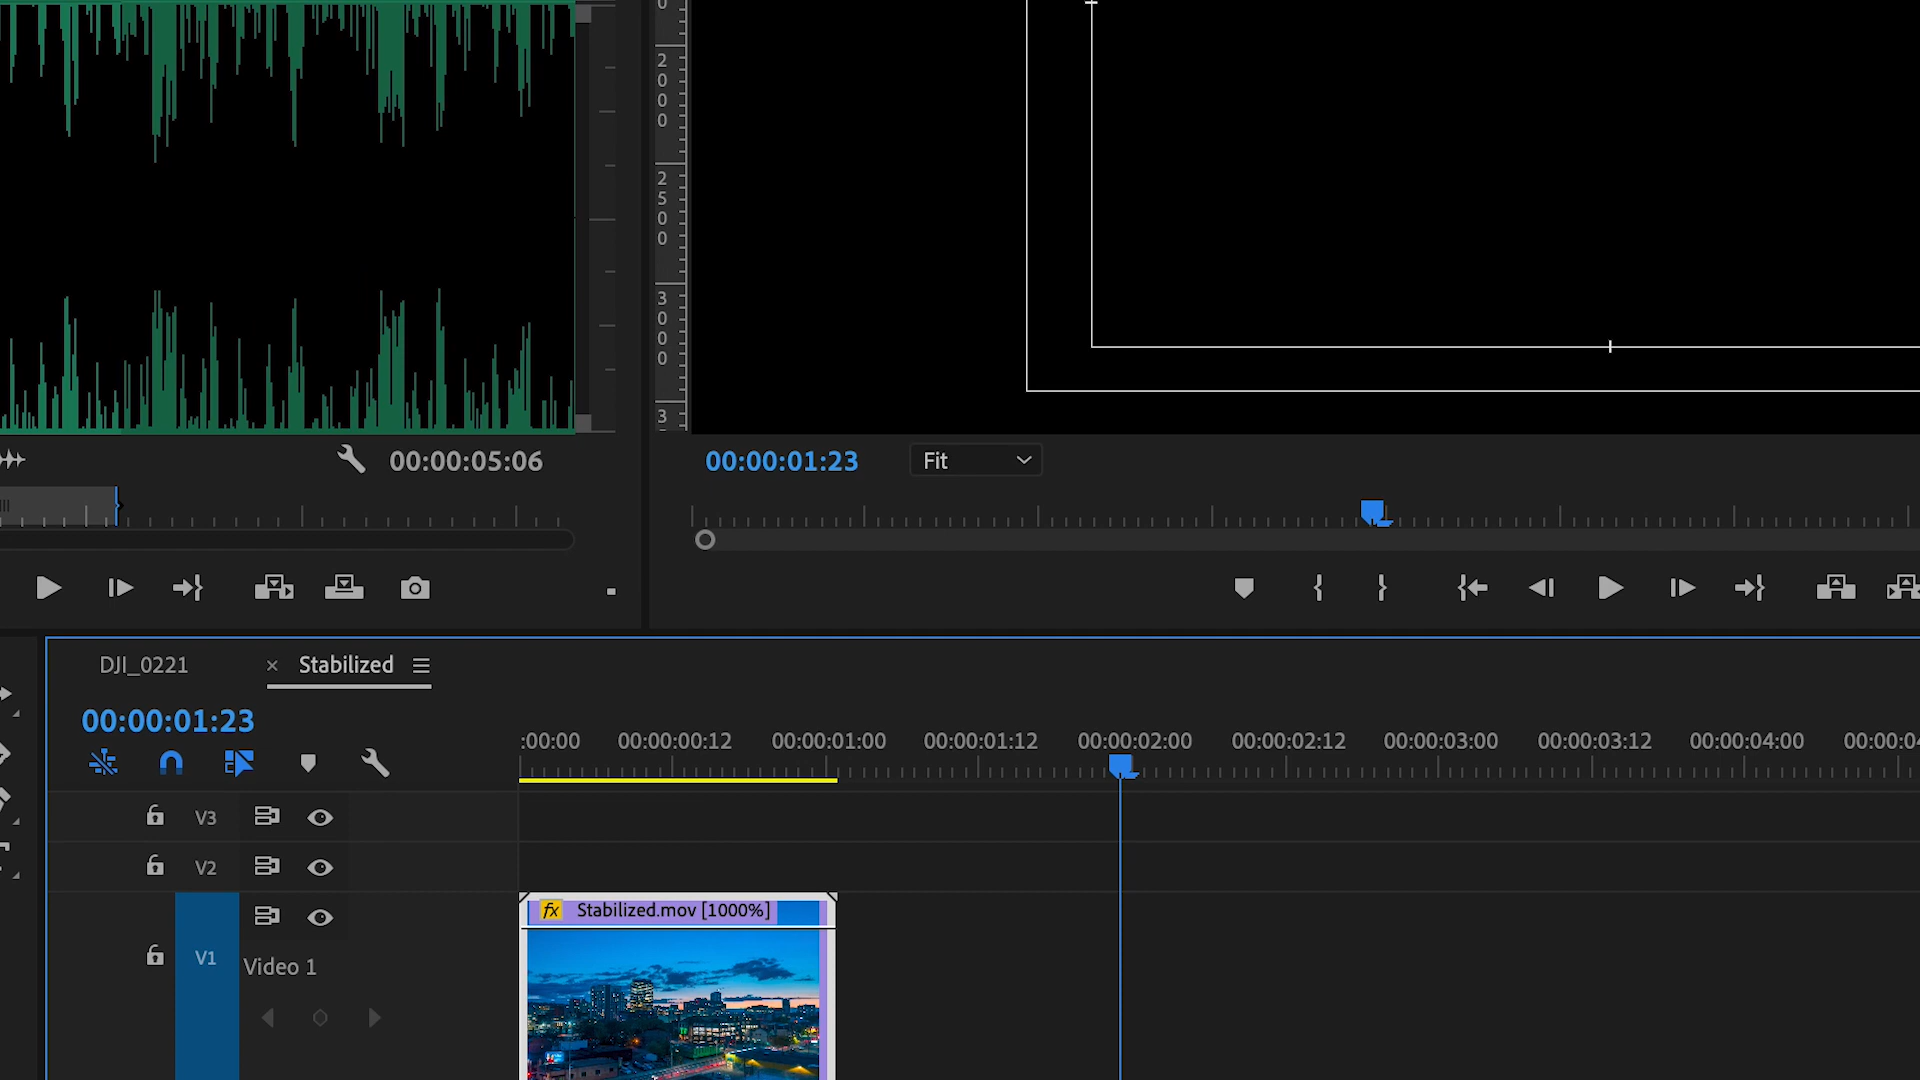 0
2000
2500
3000
3
00:00:05:06
00:00:01:23
Fit
DJI_0221
× Stabilized
00:00:01:23
:00:00 00:00:00:12 00:00:01:00 00:00:01:12 00:00:02:00 00:00:02:12 00:00:03:00 00:00:03:12 00:00:04:00 00:00:04
V3
V2
fx Stabilized.mov [1000%]
V1
Video 1